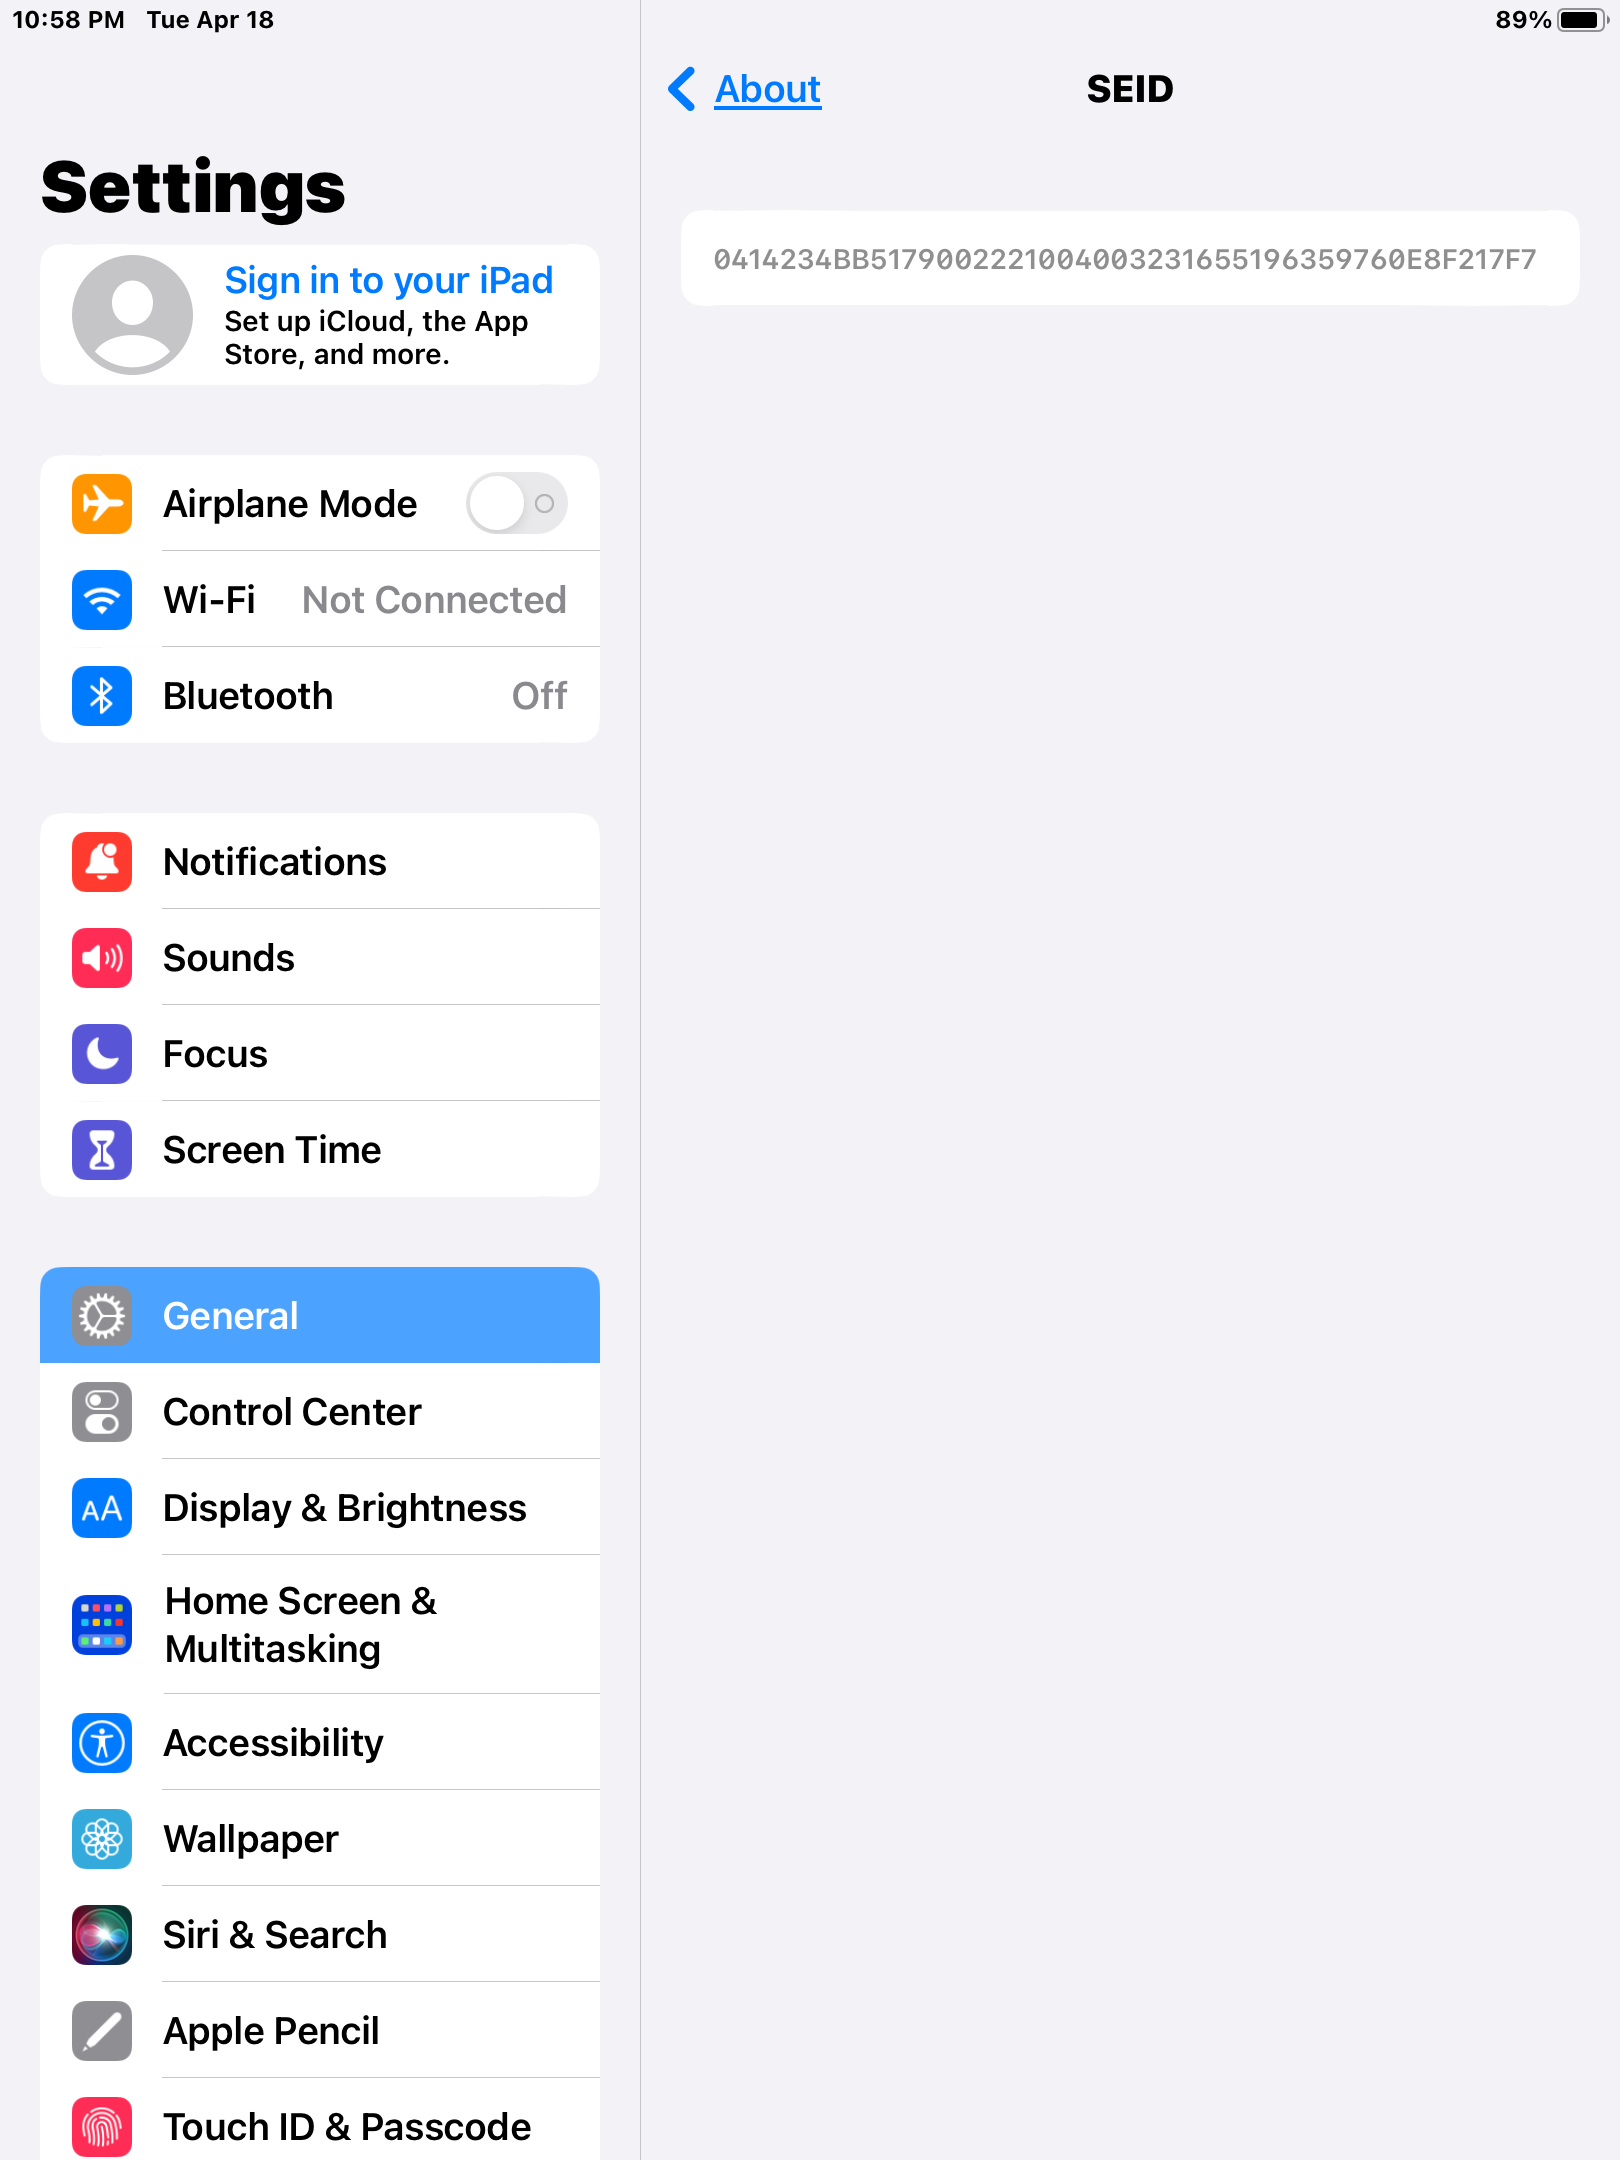 10:58 PM Tue Apr 18
89%
Settings
Sign in to your iPad
Set up iCloud, the App
Store, and more.
Airplane Mode
Wi-Fi Not Connected
Bluetooth Off
Notifications
Sounds
Focus
Screen Time
General
Control Center
AA Display & Brightness
Home Screen &
Multitasking
Accessibility
Wallpaper
Siri & Search
Apple Pencil
Touch ID & Passcode
About
SEID
0414234BB51790022210040032316551963597​60E8F217F7